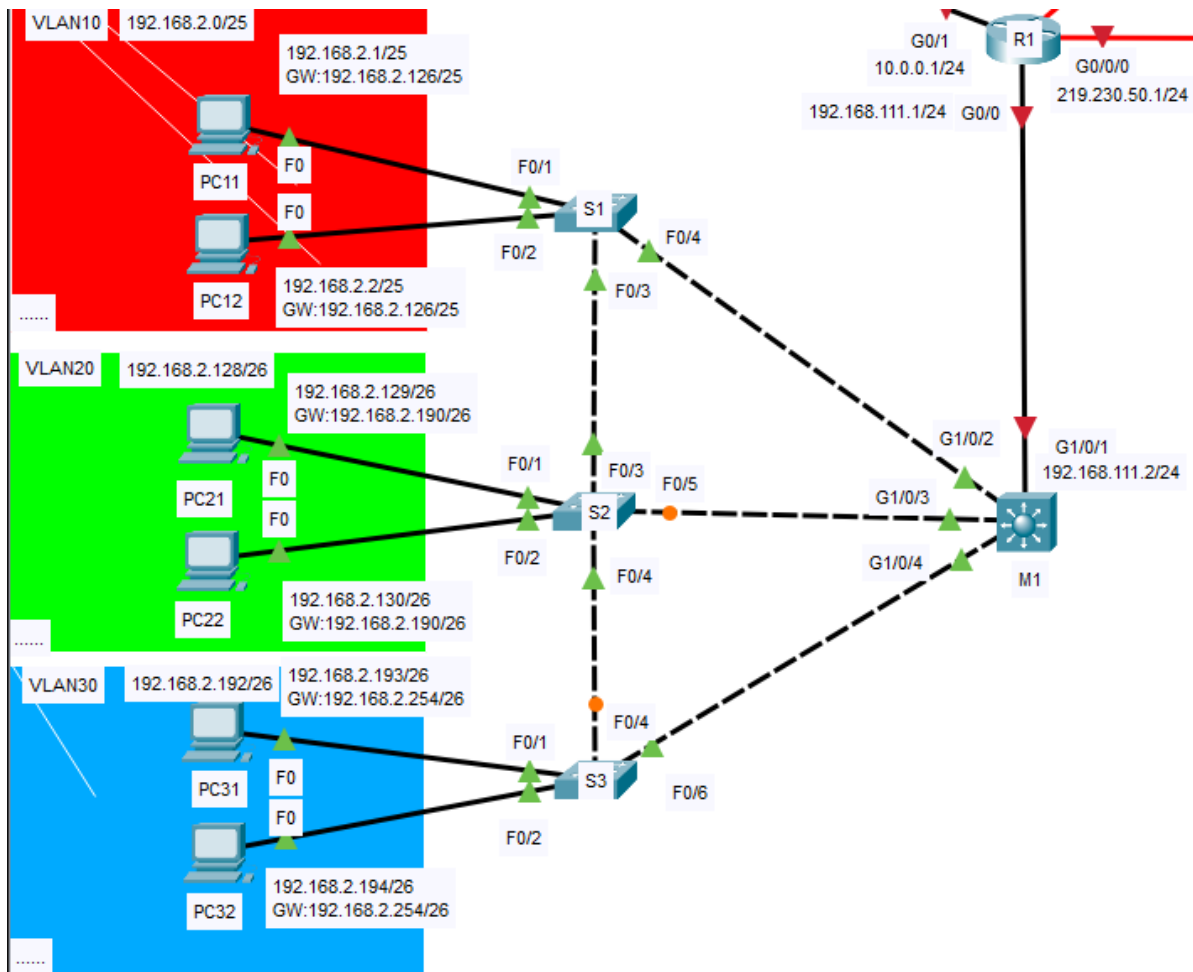 VLAN10
192.168.2.0/25
192.168.2.1/25
GW:192.168.2.126/25
PC11
F0
F0
PC12
192.168.2.2/25
GW:192.168.2.126/25
......
F0/1
S1
F0/2
F0/4
F0/3
G0/1
10.0.0.1/24
R1
G0/0/0
219.230.50.1/24
192.168.111.1/24
G0/0
VLAN20
192.168.2.128/26
192.168.2.129/26
GW:192.168.2.190/26
PC21
F0
F0
PC22
192.168.2.130/26
GW:192.168.2.190/26
......
F0/1
F0/3
F0/5
S2
F0/2
F0/4
G1/0/2
G1/0/1
192.168.111.2/24
G1/0/3
G1/0/4
M1
VLAN30
192.168.2.192/26
192.168.2.193/26
GW:192.168.2.254/26
PC31
F0
F0
PC32
192.168.2.194/26
GW:192.168.2.254/26
......
F0/1
F0/4
S3
F0/6
F0/2